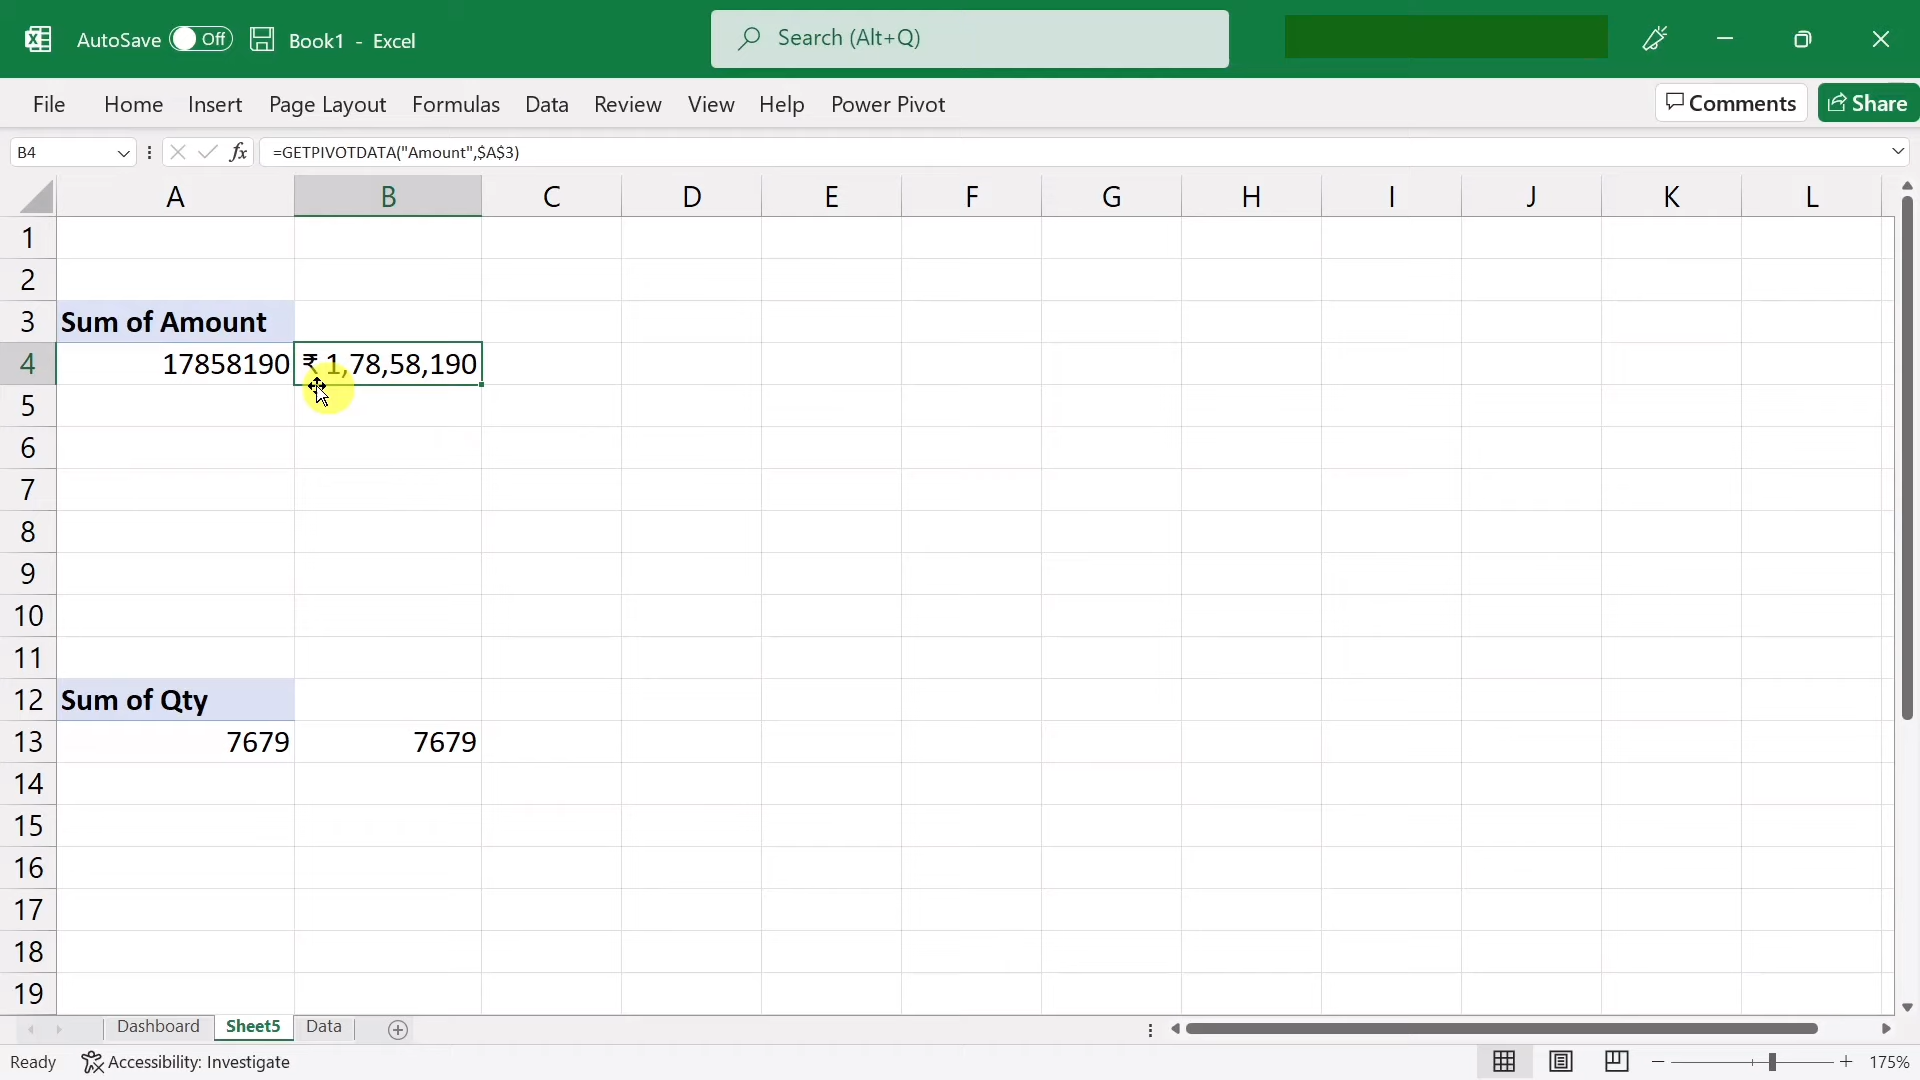 AutoSave Off Book1 - Excel Search (Alt+Q)
File Home Insert Page Layout Formulas Data Review View Help Power Pivot Comments Share
B4 fx =GETPIVOTDATA("Amount",$A$3)
A B C D E F G H I J K L
1
2
3 Sum of Amount
4 17858190 ₹ 1,78,58,190
5
6
7
8
9
10
11
12 Sum of Qty
13 7679 7679
14
15
16
17
18
19
Dashboard Sheet5 Data
Ready Accessibility: Investigate 175%